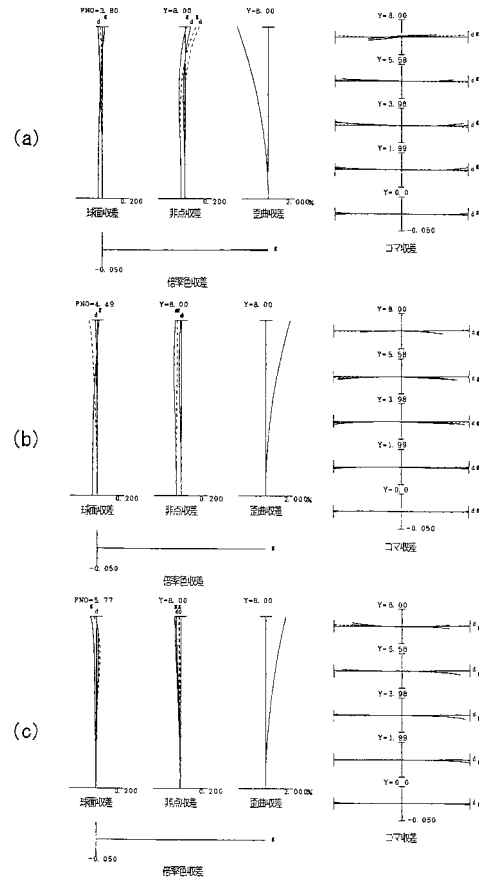 (a)
FNO=3.80
g
d
0.200
球面収差
Y=8.00
g
d
0.200
非点収差
Y=8.00
2.000%
歪曲収差
-0.050
g
倍率色収差
Y=8.00
d g
Y=5.58
d g
Y=3.98
d g
Y=1.99
d g
Y=0.0
d g
-0.050
コマ収差
(b)
FNO=4.49
g
d
0.200
球面収差
Y=8.00
0.200
非点収差
Y=8.00
2.000%
歪曲収差
-0.050
g
倍率色収差
Y=8.00
d g
Y=5.58
d g
Y=3.98
d g
Y=1.99
d g
Y=0.0
d g
-0.050
コマ収差
(c)
FNO=5.77
g
d
0.200
球面収差
Y=8.00
0.200
非点収差
Y=8.00
2.000%
歪曲収差
-0.050
g
倍率色収差
Y=8.00
d
Y=5.58
d
Y=3.98
d
Y=1.99
d
Y=0.0
d
-0.050
コマ収差